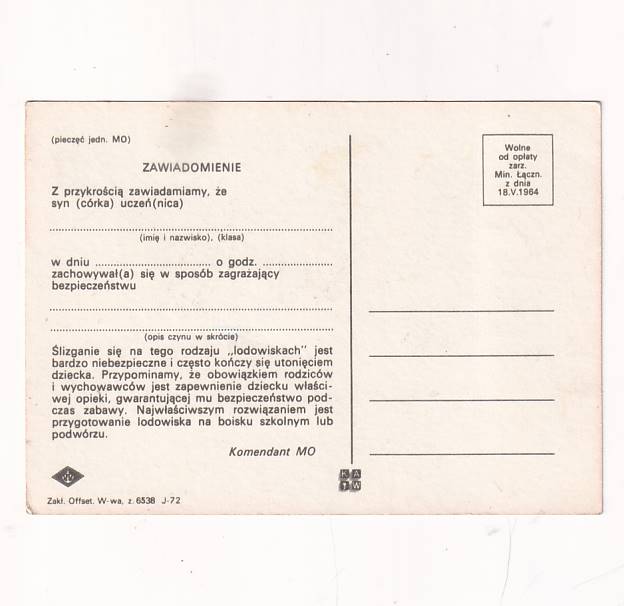 (pieczęć jedn. MO)
ZAWIADOMIENIE
Z przykrością zawiadamiamy, że
syn (córka) uczeń(nica)
(imię i nazwisko), (klasa)
w dniu ........................................ o godz. ........................
zachowywał(a) się w sposób zagrażający
bezpieczeństwu
(opis czynu w skrócie)
Ślizganie się na tego rodzaju „lodowiskach" jest
bardzo niebezpieczne i często kończy się utonięciem
dziecka. Przypominamy, że obowiązkiem rodziców
i wychowawców jest zapewnienie dziecku właści-
wej opieki, gwarantującej mu bezpieczeństwo pod-
czas zabawy. Najwłaściwszym rozwiązaniem jest
przygotowanie lodowiska na boisku szkolnym lub
podwórzu.
Komendant MO
Zakł. Offset. W-wa, z. 6538 J-72
K A
T W
Wolne
od opłaty
zarz.
Min. Łączn.
z dnia
18.V.1964